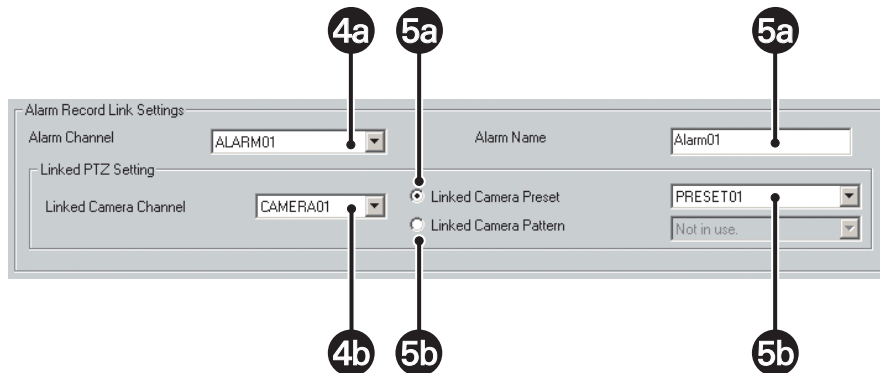 4a 5a 5a
Alarm Record Link Settings
Alarm Channel ALARM01 Alarm Name Alarm01
Linked PTZ Setting
Linked Camera Channel CAMERA01 Linked Camera Preset PRESET01
Linked Camera Pattern Not in use.
4b 5b 5b